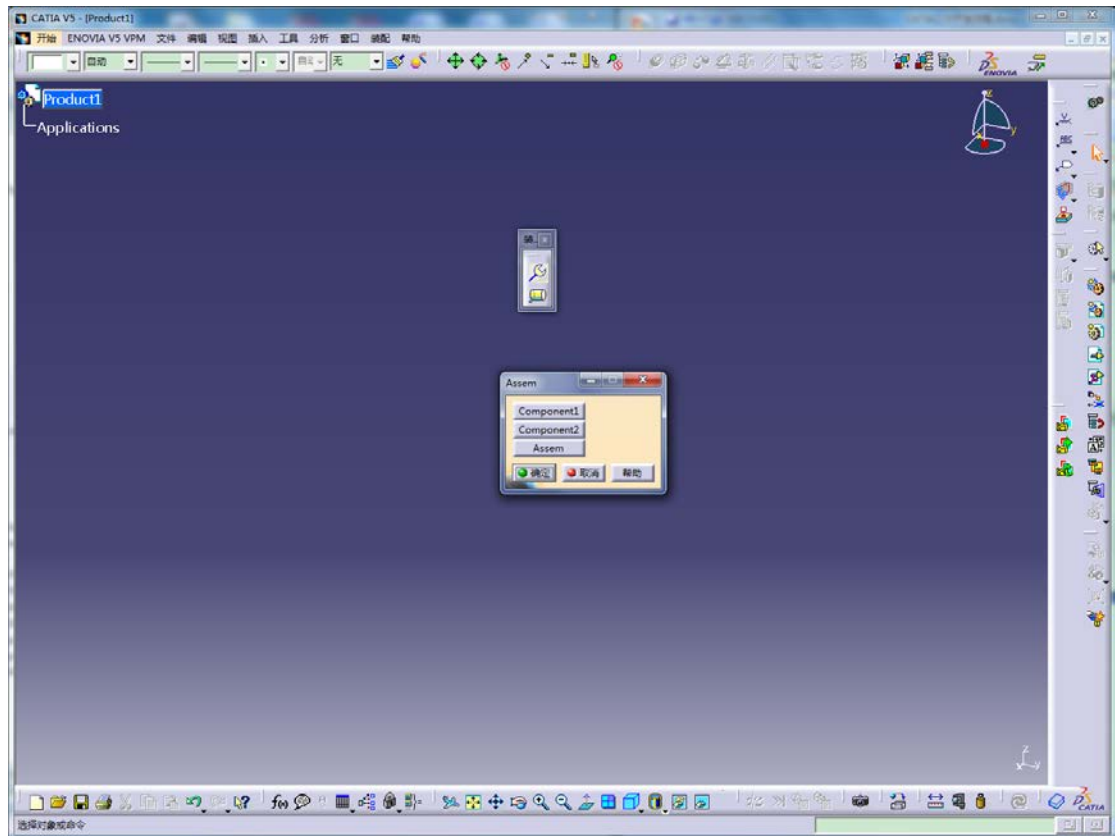 CATIA V5 - [Product1]
开始 ENOVIA V5 VPM 文件 编辑 视图 插入 工具 分析 窗口 装配 帮助
自动 无
ENOVIA
Product1
Applications
z
y
Assem
Component1
Component2
Assem
确定 取消 帮助
z
x y
f(x)
CATIA
选择对象或命令